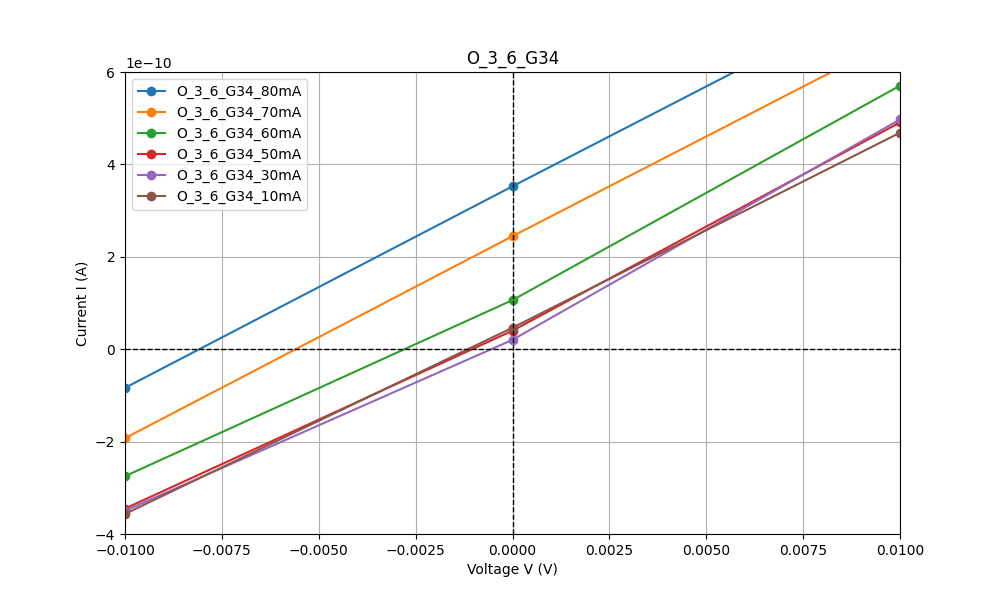 O_3_6_G34
1e−10
O_3_6_G34_80mA
O_3_6_G34_70mA
O_3_6_G34_60mA
O_3_6_G34_50mA
O_3_6_G34_30mA
O_3_6_G34_10mA
6
4
2
0
−2
−4
Current I (A)
−0.0100 −0.0075 −0.0050 −0.0025 0.0000 0.0025 0.0050 0.0075 0.0100
Voltage V (V)